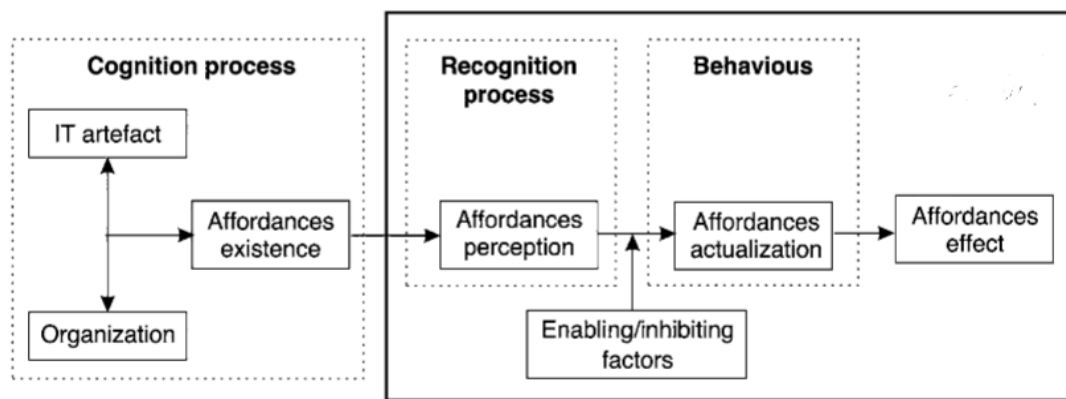 Cognition process
IT artefact
Affordances
existence
Organization
Recognition
process
Affordances
perception
Behavious
Affordances
actualization
Affordances
effect
Enabling/inhibiting
factors